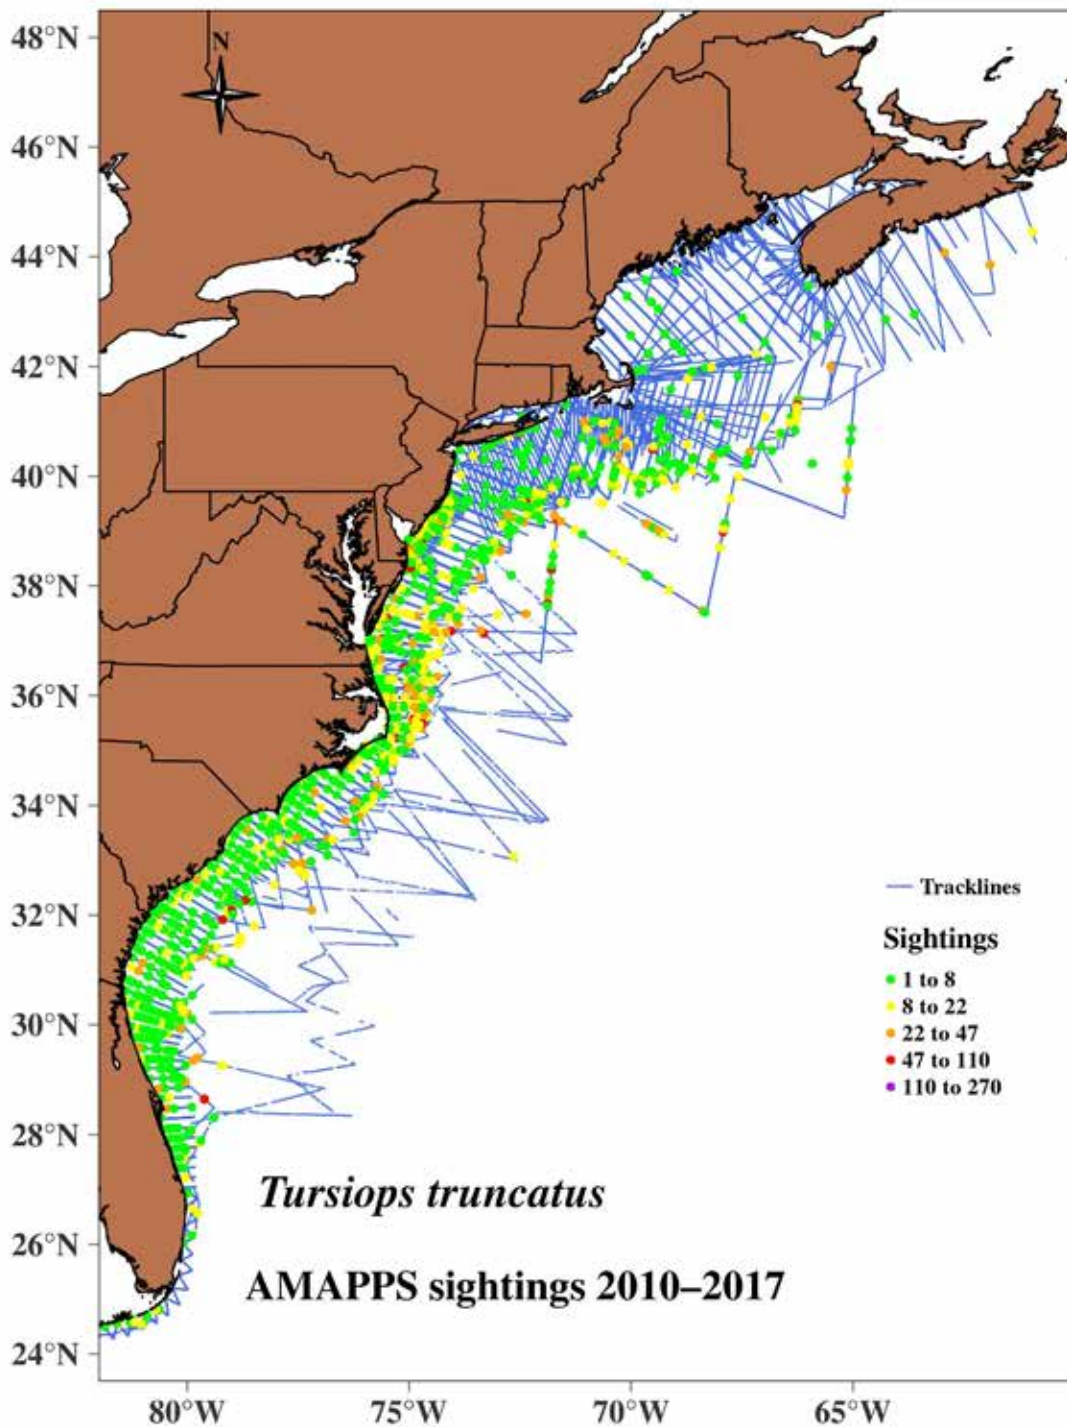 48°N
N
46°N
44°N
42°N
40°N
38°N
36°N
34°N
32°N
30°N
28°N
26°N
24°N
Tracklines
Sightings
1 to 8
8 to 22
22 to 47
47 to 110
110 to 270
Tursiops truncatus
AMAPPS sightings 2010–2017
80°W
75°W
70°W
65°W